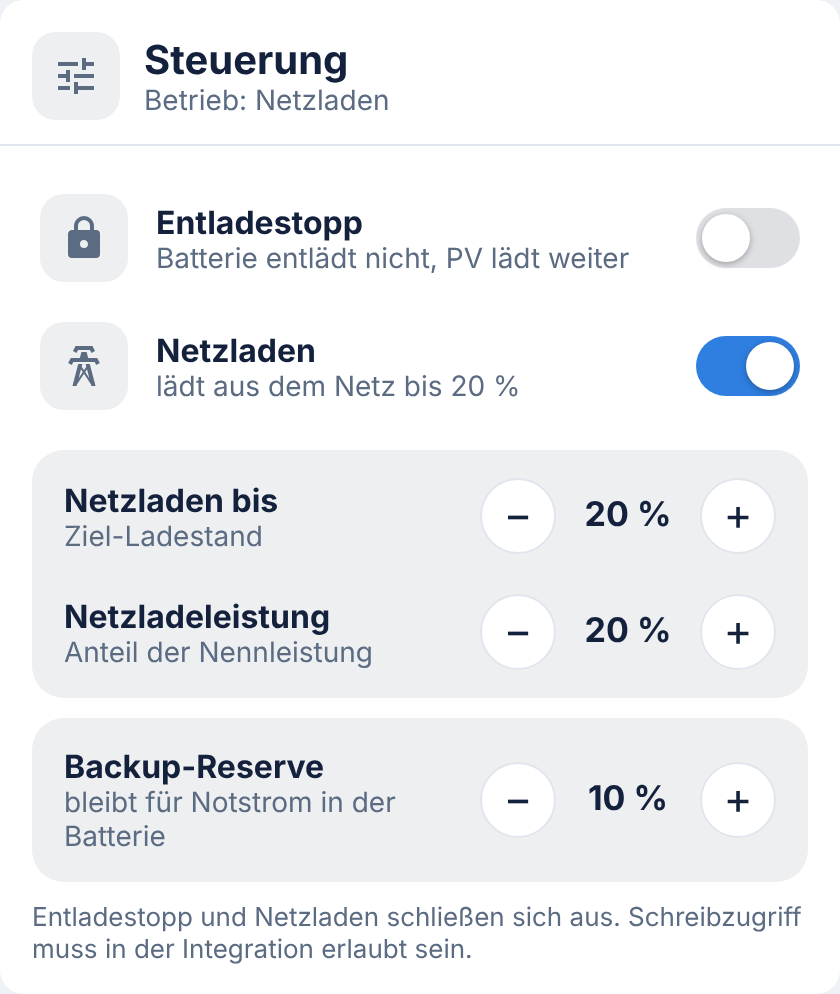 Steuerung
Betrieb: Netzladen
Entladestopp
Batterie entlädt nicht, PV lädt weiter
Netzladen
lädt aus dem Netz bis 20 %
Netzladen bis
Ziel-Ladestand
− 20 % +
Netzladeleistung
Anteil der Nennleistung
− 20 % +
Backup-Reserve
bleibt für Notstrom in der
Batterie
− 10 % +
Entladestopp und Netzladen schließen sich aus. Schreibzugriff
muss in der Integration erlaubt sein.